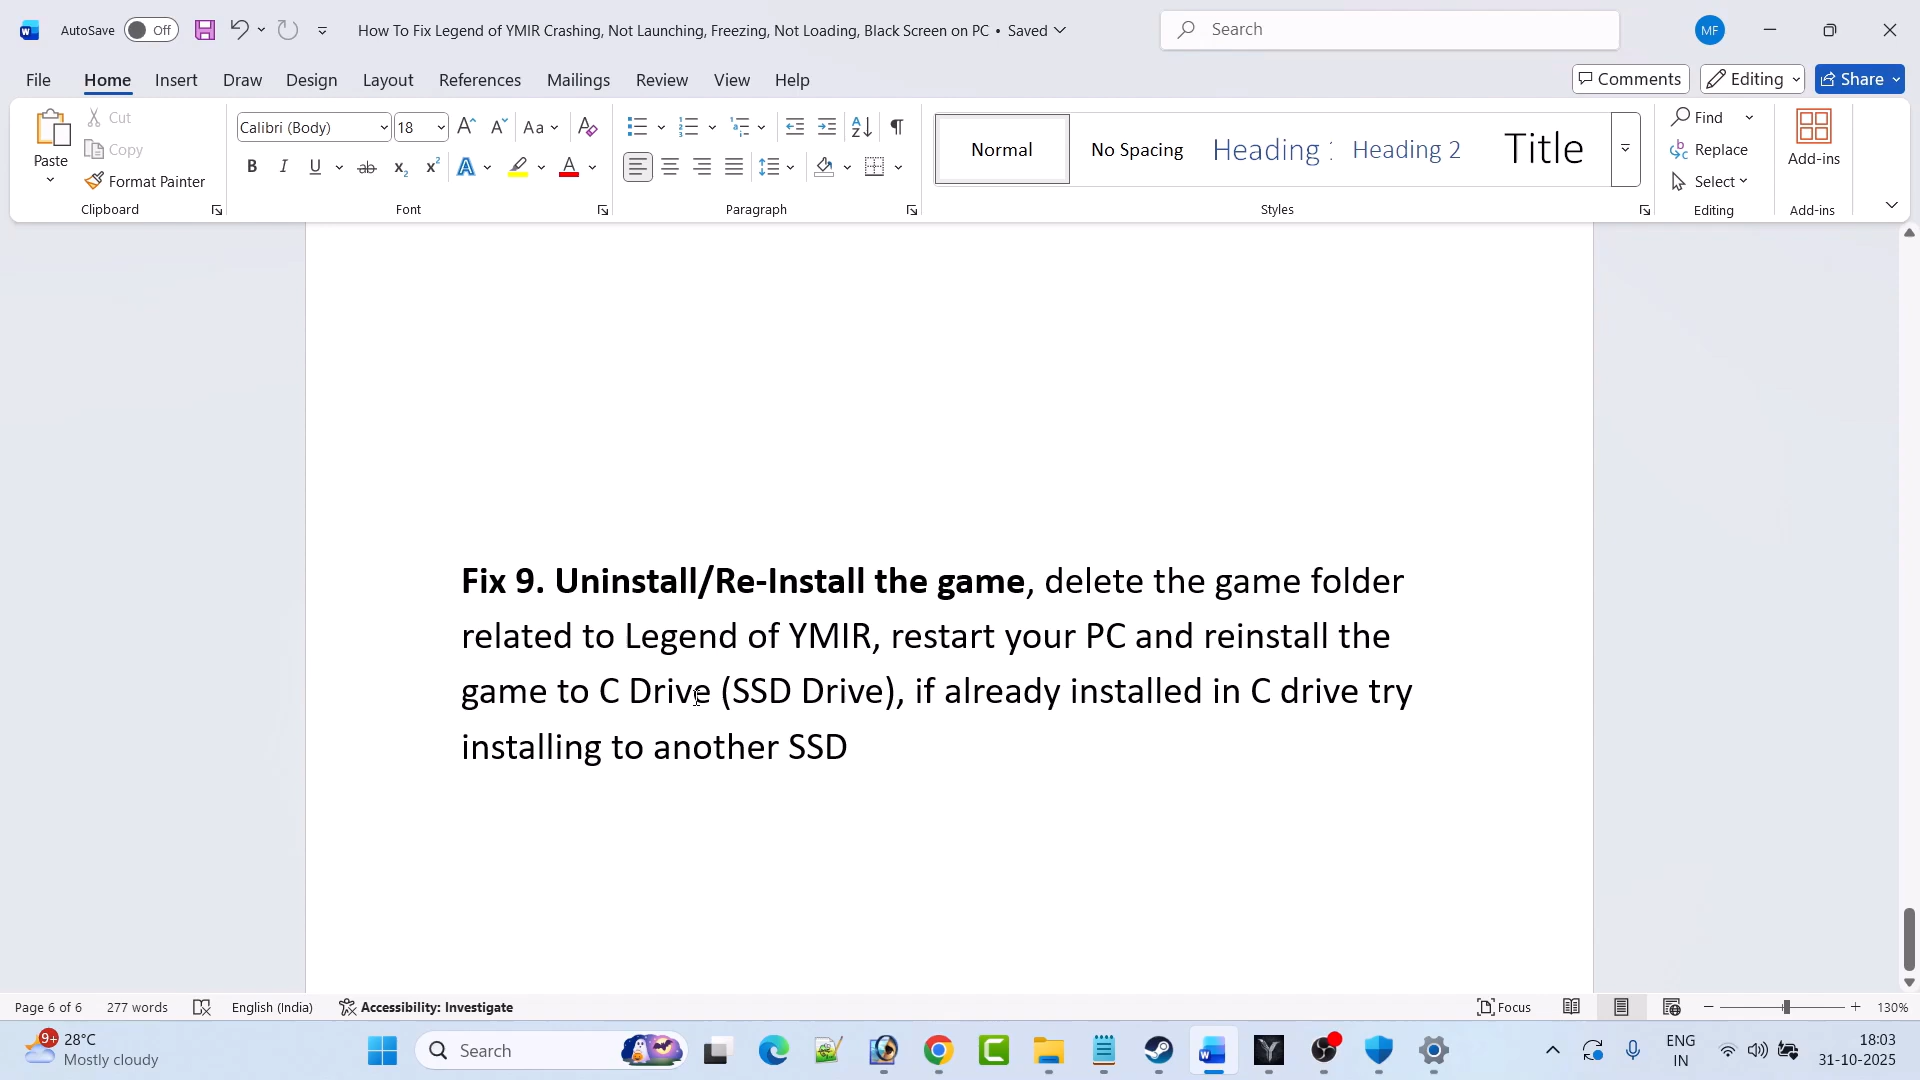 AutoSave Off How To Fix Legend of YMIR Crashing, Not Launching, Freezing, Not Loading, Black Screen on PC • Saved Search MF
File Home Insert Draw Design Layout References Mailings Review View Help Comments Editing Share
Paste Cut Copy Format Painter Clipboard
Calibri (Body) 18 Font
Paragraph
Normal No Spacing Heading 1 Heading 2 Title Styles
Find Replace Select Editing
Add-ins Add-ins
Fix 9. Uninstall/Re-Install the game, delete the game folder
related to Legend of YMIR, restart your PC and reinstall the
game to C Drive (SSD Drive), if already installed in C drive try
installing to another SSD
Page 6 of 6 277 words English (India) Accessibility: Investigate Focus 130%
9+ 28°C Mostly cloudy Search ENG IN 18:03 31-10-2025